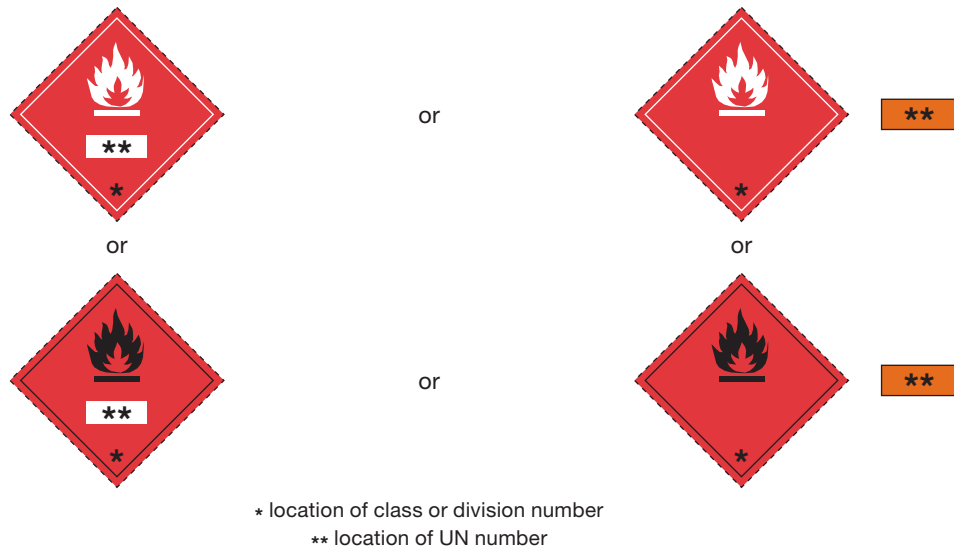 or
**
**
*
*
or
or
or
**
**
*
*
* location of class or division number
** location of UN number